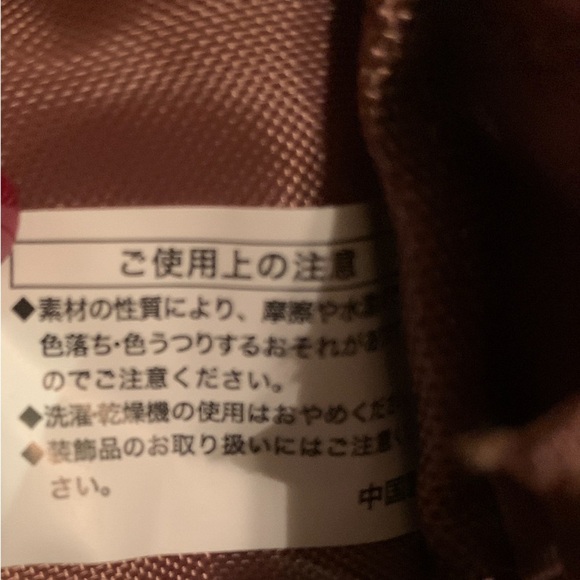 ご使用上の注意
◆素材の性質により、摩擦や水
色落ち・色うつりするおそれが
のでご注意ください。
◆洗濯・乾燥機の使用はおやめくだ
◆装飾品のお取り扱いにはご注意
さい。
中国